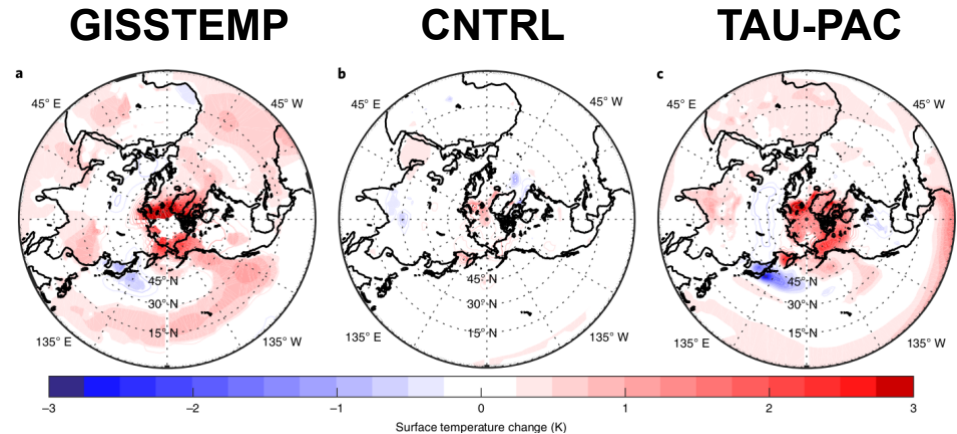 GISSTEMP CNTRL TAU-PAC
a b c
45° E 45° W 45° E 45° W 45° E 45° W
45° N 45° N 45° N
30° N 30° N 30° N
15° N 15° N 15° N
135° E 135° W 135° E 135° W 135° E 135° W
−3 −2 −1 0 1 2 3
Surface temperature change (K)